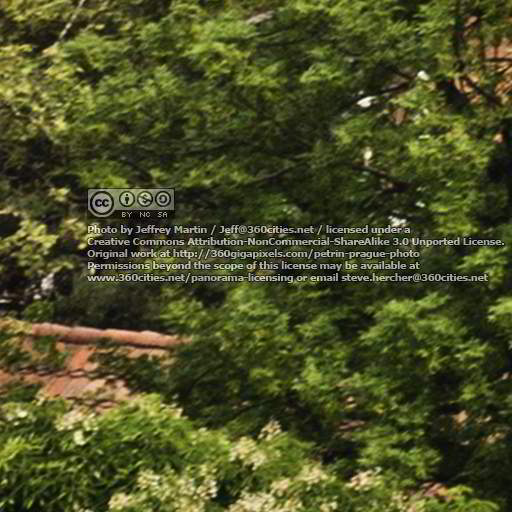 cc
BY NC SA
Photo by Jeffrey Martin / Jeff@360cities.net / licensed under a
Creative Commons Attribution-NonCommercial-ShareAlike 3.0 Unported License.
Original work at http://360gigapixels.com/petrin-prague-photo
Permissions beyond the scope of this license may be available at
www.360cities.net/panorama-licensing or email steve.hercher@360cities.net